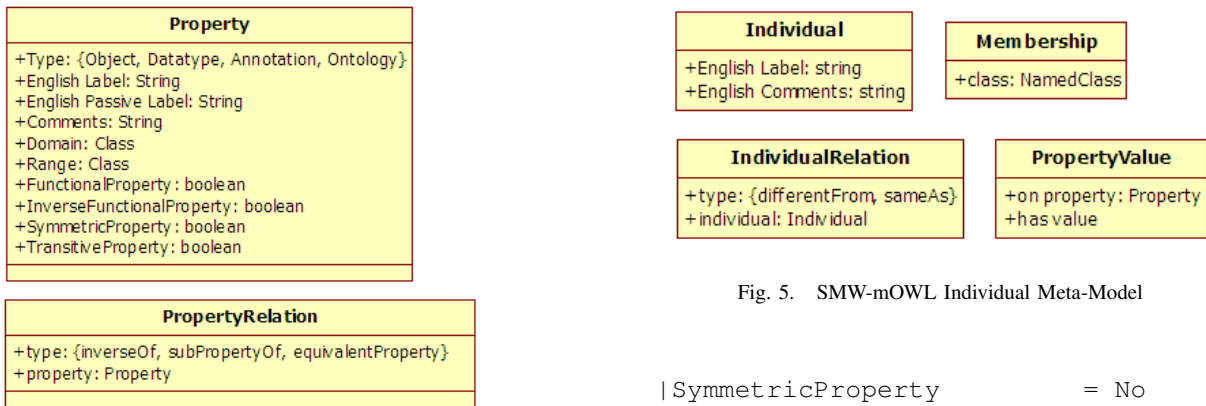 Property
+Type: {Object, Datatype, Annotation, Ontology}
+English Label: String
+English Passive Label: String
+Comments: String
+Domain: Class
+Range: Class
+FunctionalProperty: boolean
+InverseFunctionalProperty: boolean
+SymmetricProperty: boolean
+TransitiveProperty: boolean
PropertyRelation
+type: {inverseOf, subPropertyOf, equivalentProperty}
+property: Property
Individual
+English Label: string
+English Comments: string
Membership
+class: NamedClass
IndividualRelation
+type: {differentFrom, sameAs}
+individual: Individual
PropertyValue
+on property: Property
+has value
Fig. 5. SMW-mOWL Individual Meta-Model
|SymmetricProperty = No